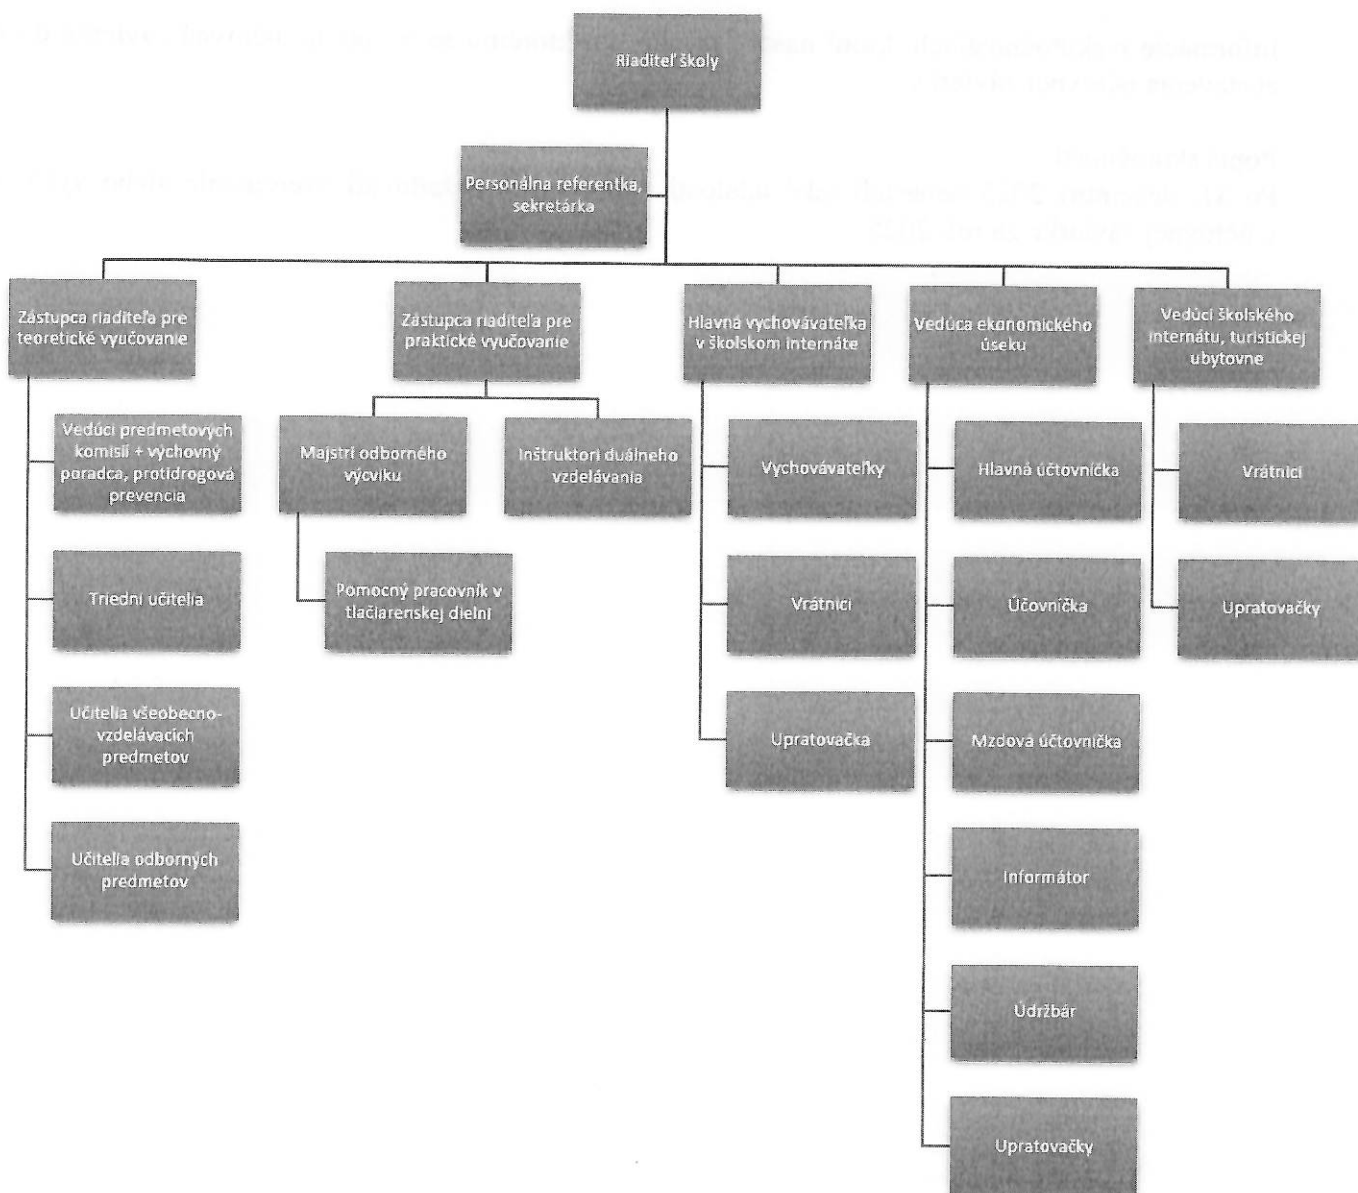 Riaditeľ školy
Personálna referentka,
sekretárka
Zástupca riaditeľa pre
teoretické vyučovanie
Vedúci predmetových
komisií + výchovný
poradca, protidrogová
prevencia
Triedni učitelia
Učitelia všeobecno-
vzdelávacích
predmetov
Učitelia odborných
predmetov
Zástupca riaditeľa pre
praktické vyučovanie
Majstri odborného
výcviku
Pomocný pracovník v
tlačiarenskej dielni
Inštruktori duálneho
vzdelávania
Hlavná vychovávateľka
v školskom internáte
Vychovávateľky
Vrátnici
Upratovačka
Vedúca ekonomického
úseku
Hlavná účtovníčka
Účovníčka
Mzdová účtovníčka
Informátor
Údržbár
Upratovačky
Vedúci školského
internátu, turistickej
ubytovne
Vrátnici
Upratovačky